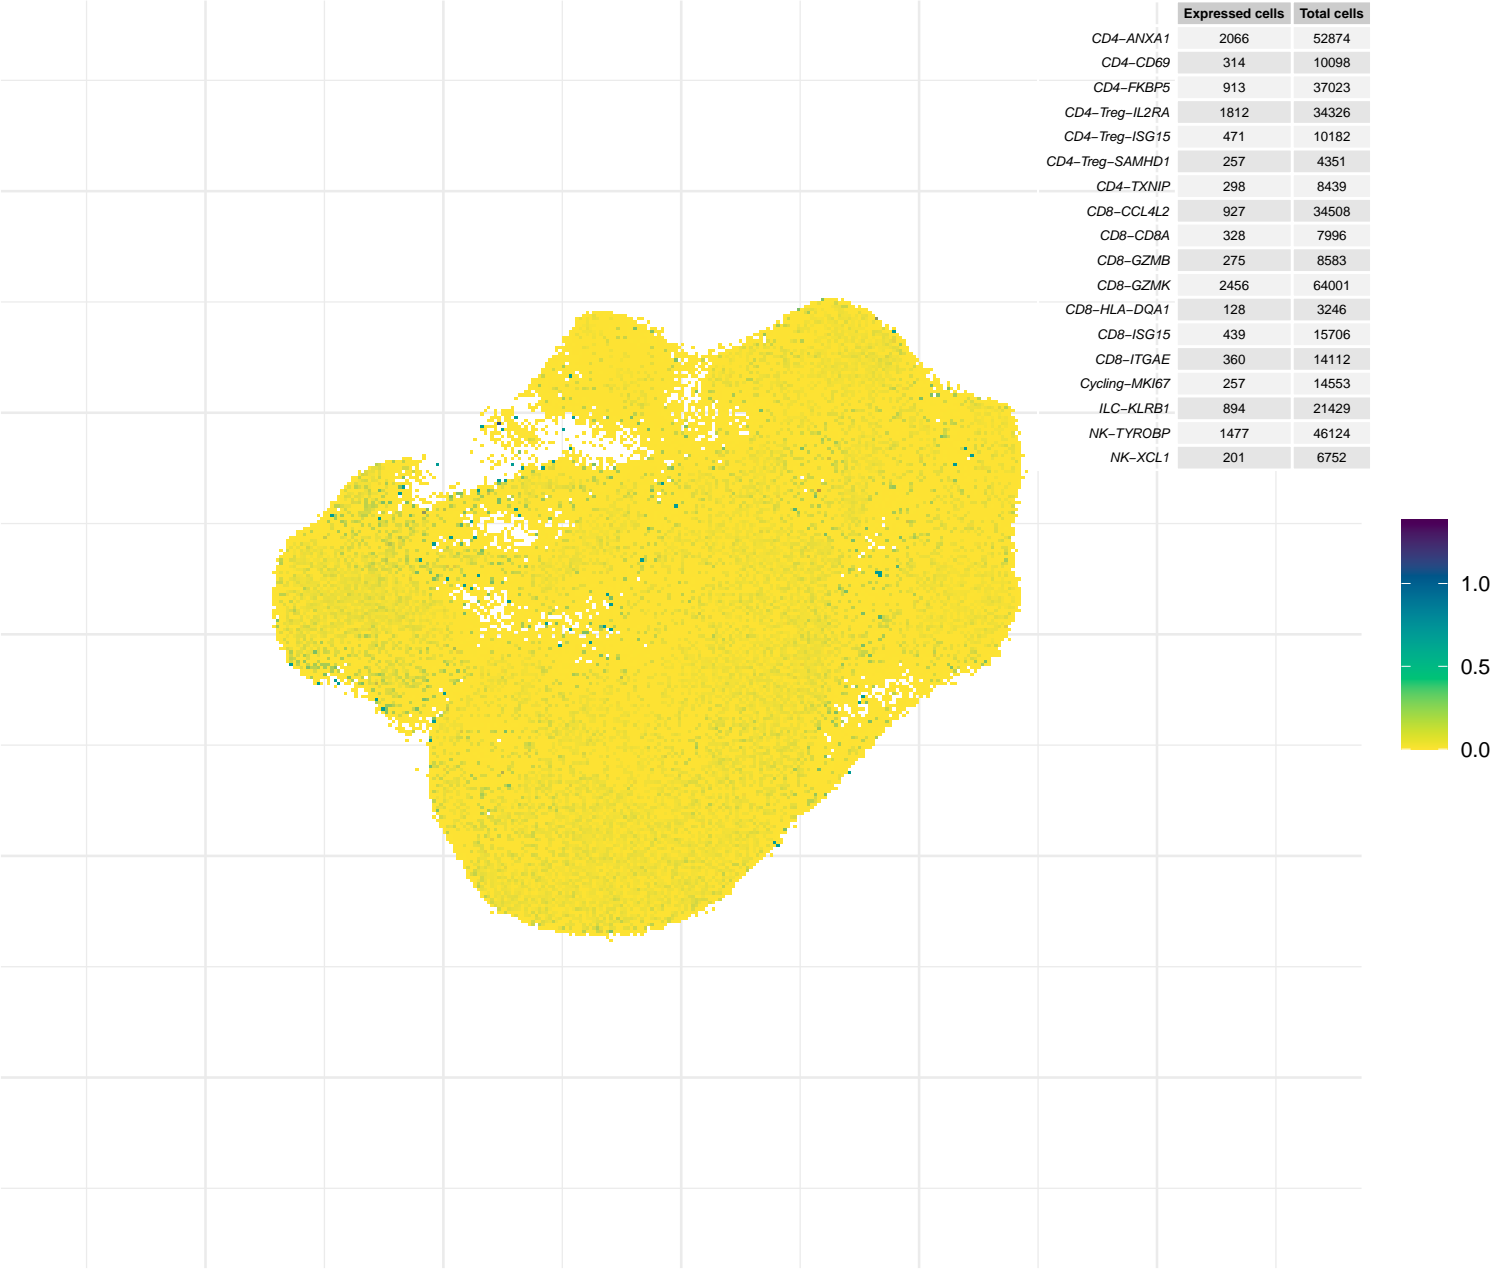 Expressed cells Total cells
CD4−ANXA1 2066 52874
CD4−CD69 314 10098
CD4−FKBP5 913 37023
CD4−Treg−IL2RA 1812 34326
CD4−Treg−ISG15 471 10182
CD4−Treg−SAMHD1 257 4351
CD4−TXNIP 298 8439
CD8−CCL4L2 927 34508
CD8−CD8A 328 7996
CD8−GZMB 275 8583
CD8−GZMK 2456 64001
CD8−HLA−DQA1 128 3246
CD8−ISG15 439 15706
CD8−ITGAE 360 14112
Cycling−MKI67 257 14553
ILC−KLRB1 894 21429
NK−TYROBP 1477 46124
NK−XCL1 201 6752
1.0
0.5
0.0